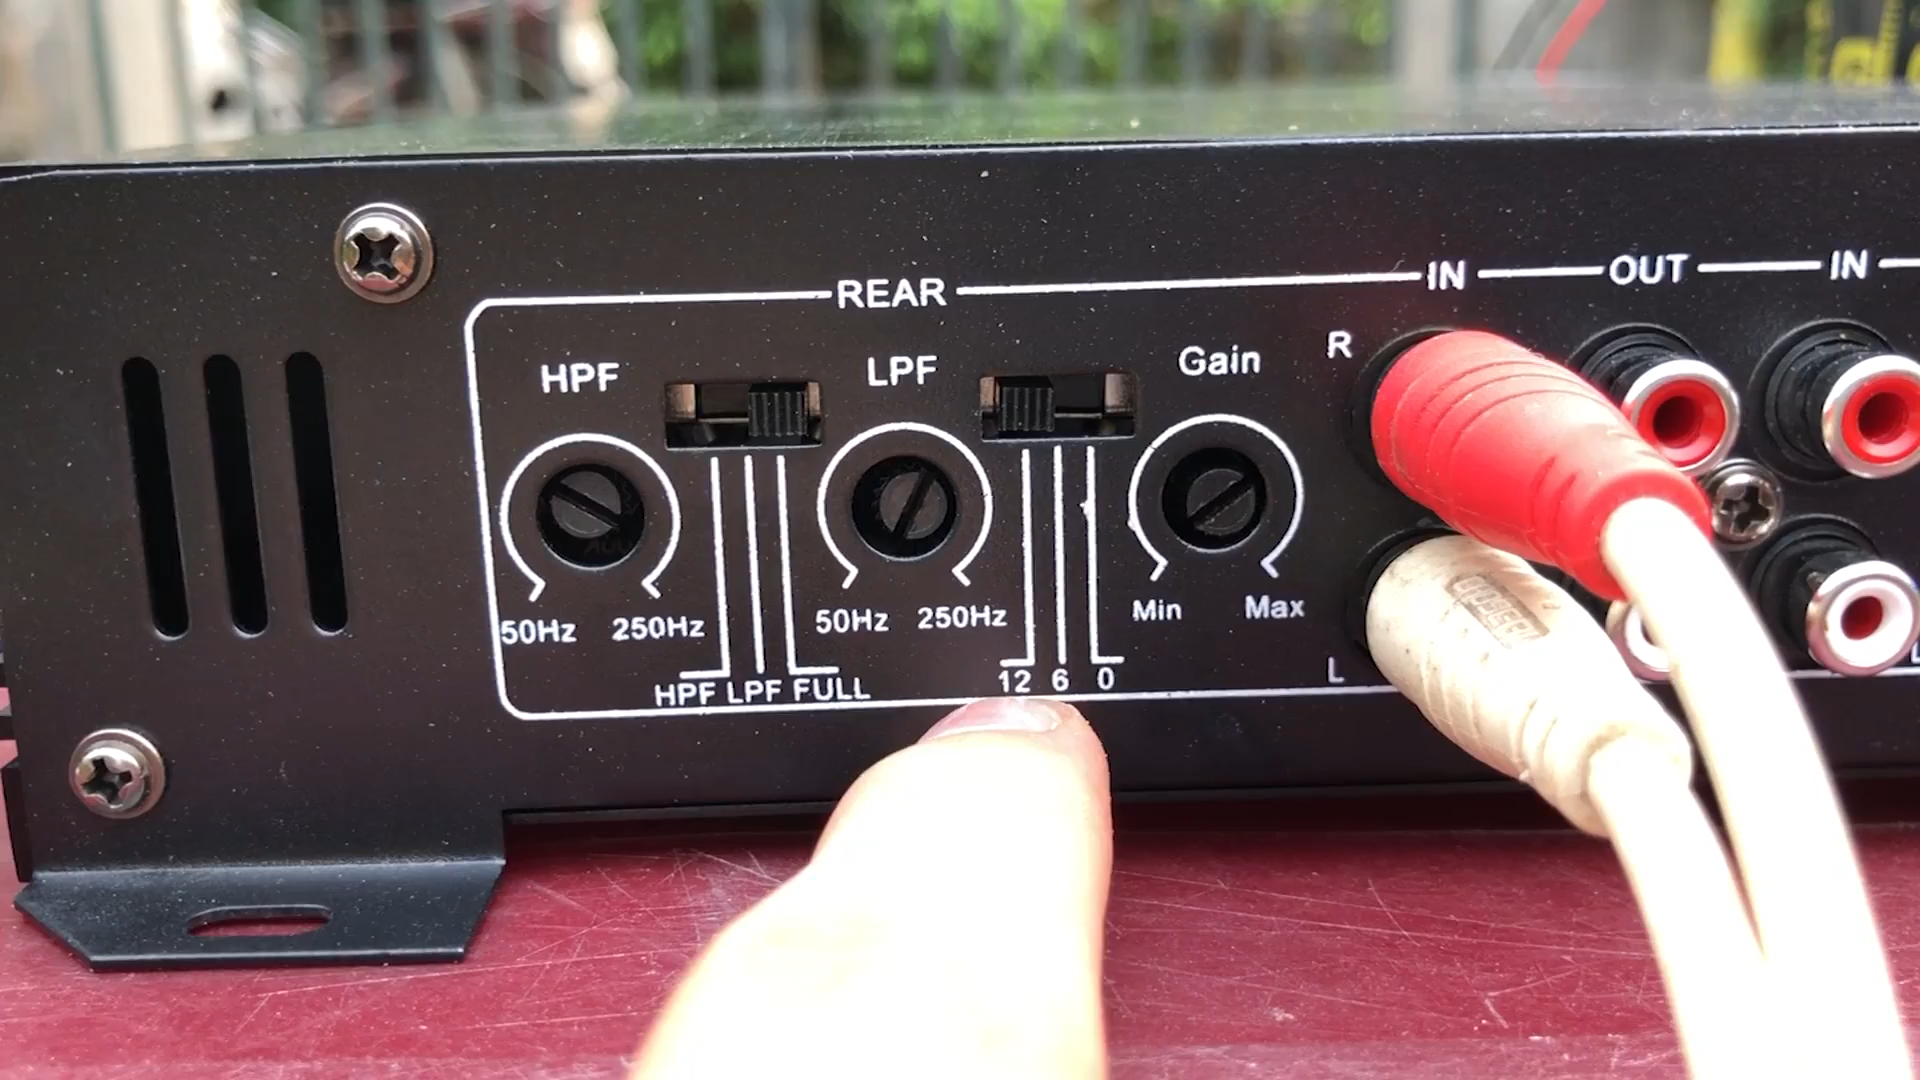 REAR IN OUT IN
HPF LPF Gain R
50Hz 250Hz 50Hz 250Hz Min Max
HPF LPF FULL 12 6 0 L